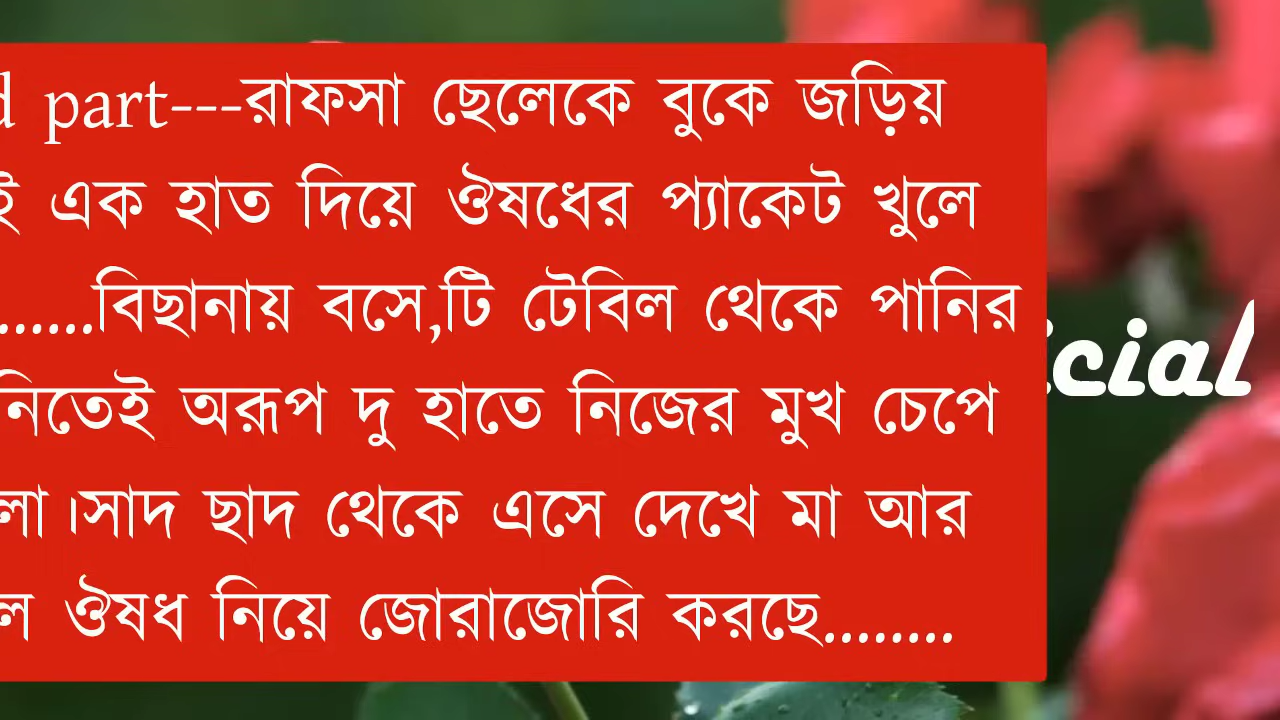 part---রাফসা ছেলেকে বুকে জড়িয়
এক হাত দিয়ে ঔষধের প্যাকেট খুলে
......বিছানায় বসে,টি টেবিল থেকে পানির
নিতেই অরূপ দু হাতে নিজের মুখ চেপে
লা।সাদ ছাদ থেকে এসে দেখে মা আর
ঔষধ নিয়ে জোরাজোরি করছে........
cial